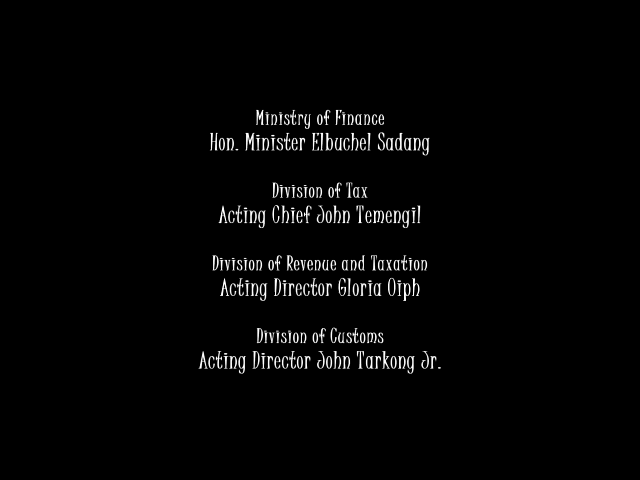 Ministry of Finance
Hon. Minister Elbuchel Sadang
Division of Tax
Acting Chief John Temengil
Division of Revenue and Taxation
Acting Director Gloria Oiph
Division of Customs
Acting Director John Tarkong Jr.